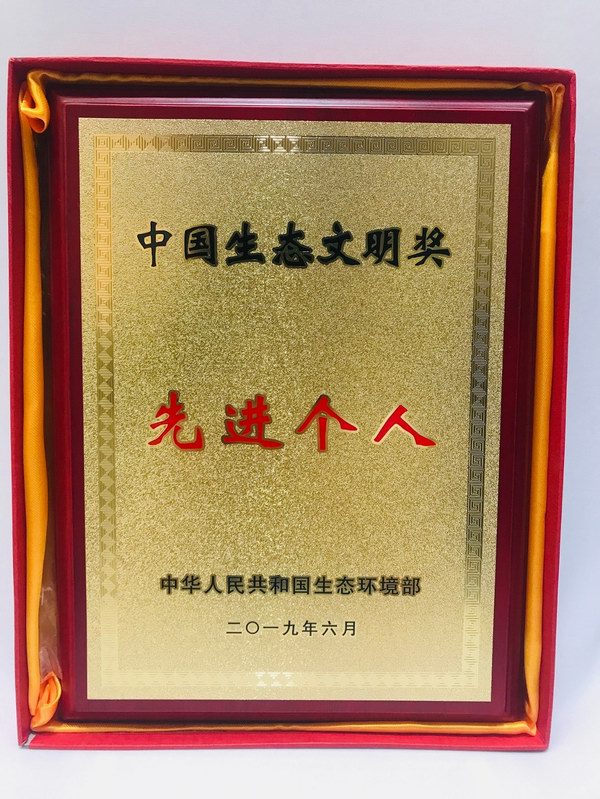 中国生态文明奖
先进个人
中华人民共和国生态环境部
二〇一九年六月